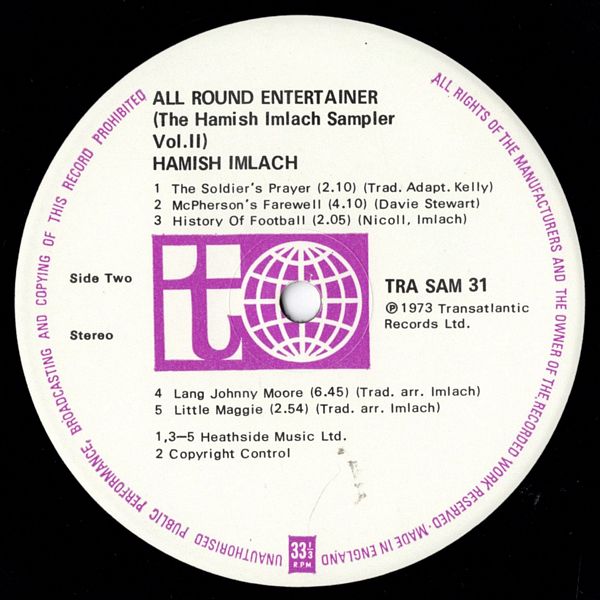 ALL ROUND ENTERTAINER
(The Hamish Imlach Sampler
Vol.II)
HAMISH IMLACH
1 The Soldier's Prayer (2.10) (Trad. Adapt. Kelly)
2 McPherson's Farewell (4.10) (Davie Stewart)
3 History Of Football (2.05) (Nicoll, Imlach)
Side Two
Stereo
t
TRA SAM 31
℗1973 Transatlantic
Records Ltd.
4 Lang Johnny Moore (6.45) (Trad. arr. Imlach)
5 Little Maggie (2.54) (Trad. arr. Imlach)
1,3—5 Heathside Music Ltd.
2 Copyright Control
33⅓
RPM
ALL RIGHTS OF THE MANUFACTURERS AND THE OWNER OF THE RECORDED WORK RESERVED · MADE IN ENGLAND
UNAUTHORISED PUBLIC PERFORMANCE, BROADCASTING AND COPYING OF THIS RECORD PROHIBITED